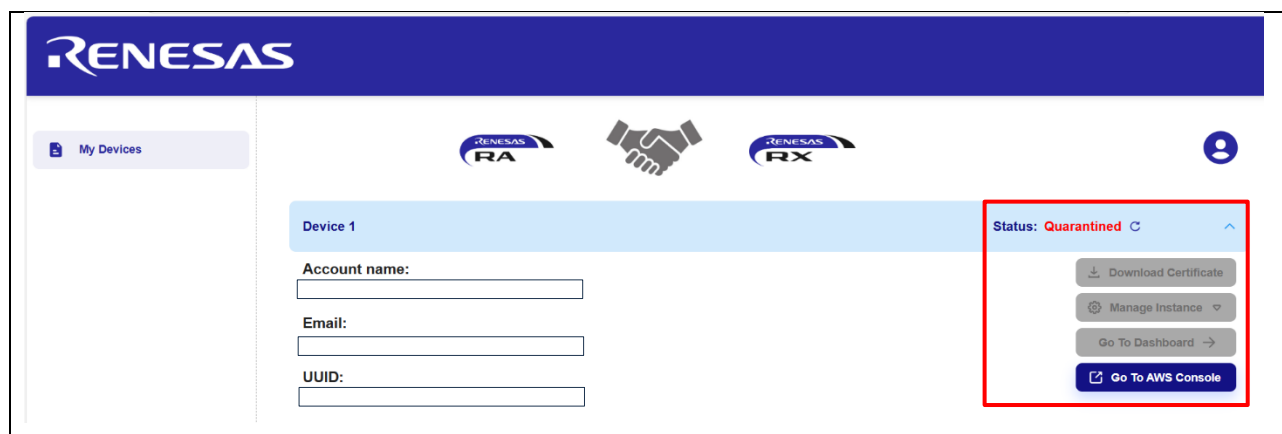 RENESAS
My Devices
RENESAS
RA
RENESAS
RX
Device 1
Status: Quarantined
Account name:
Download Certificate
Manage Instance
Email:
Go To Dashboard
UUID:
Go To AWS Console